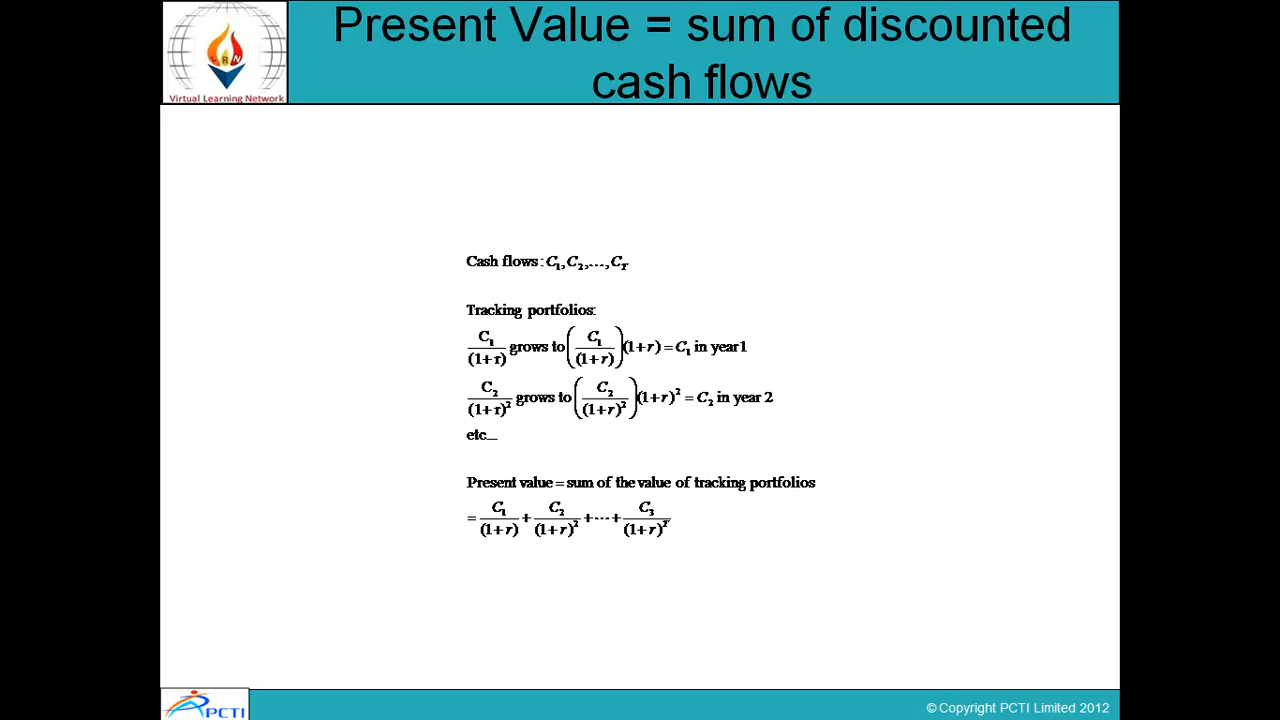 Present Value = sum of discounted
cash flows
LRN
Virtual Learning Network
Cash flows : C₁,C₂,...,C_T
Tracking portfolios:
C₁/(1+r) grows to (C₁/(1+r))(1+r) = C₁ in year 1
C₂/(1+r)² grows to (C₂/(1+r)²)(1+r)² = C₂ in year 2
etc...
Present value = sum of the value of tracking portfolios
= C₁/(1+r) + C₂/(1+r)² + ... + C₃/(1+r)^T
PCTI
© Copyright PCTI Limited 2012